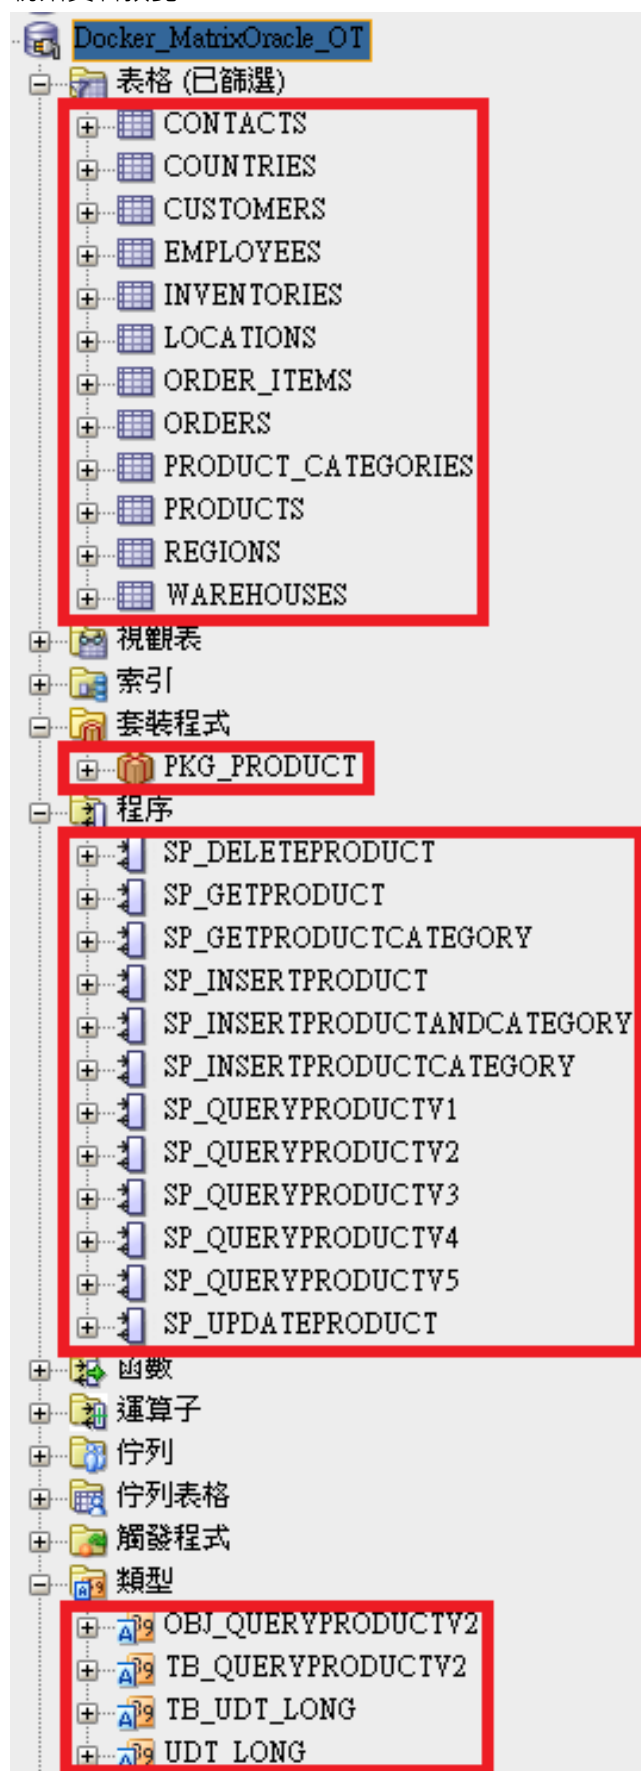 Docker_MatrixOracle_OT
表格 (已篩選)
CONTACTS
COUNTRIES
CUSTOMERS
EMPLOYEES
INVENTORIES
LOCATIONS
ORDER_ITEMS
ORDERS
PRODUCT_CATEGORIES
PRODUCTS
REGIONS
WAREHOUSES
視觀表
索引
套裝程式
PKG_PRODUCT
程序
SP_DELETEPRODUCT
SP_GETPRODUCT
SP_GETPRODUCTCATEGORY
SP_INSERTPRODUCT
SP_INSERTPRODUCTANDCATEGORY
SP_INSERTPRODUCTCATEGORY
SP_QUERYPRODUCTV1
SP_QUERYPRODUCTV2
SP_QUERYPRODUCTV3
SP_QUERYPRODUCTV4
SP_QUERYPRODUCTV5
SP_UPDATEPRODUCT
函數
運算子
佇列
佇列表格
觸發程式
類型
OBJ_QUERYPRODUCTV2
TB_QUERYPRODUCTV2
TB_UDT_LONG
UDT_LONG